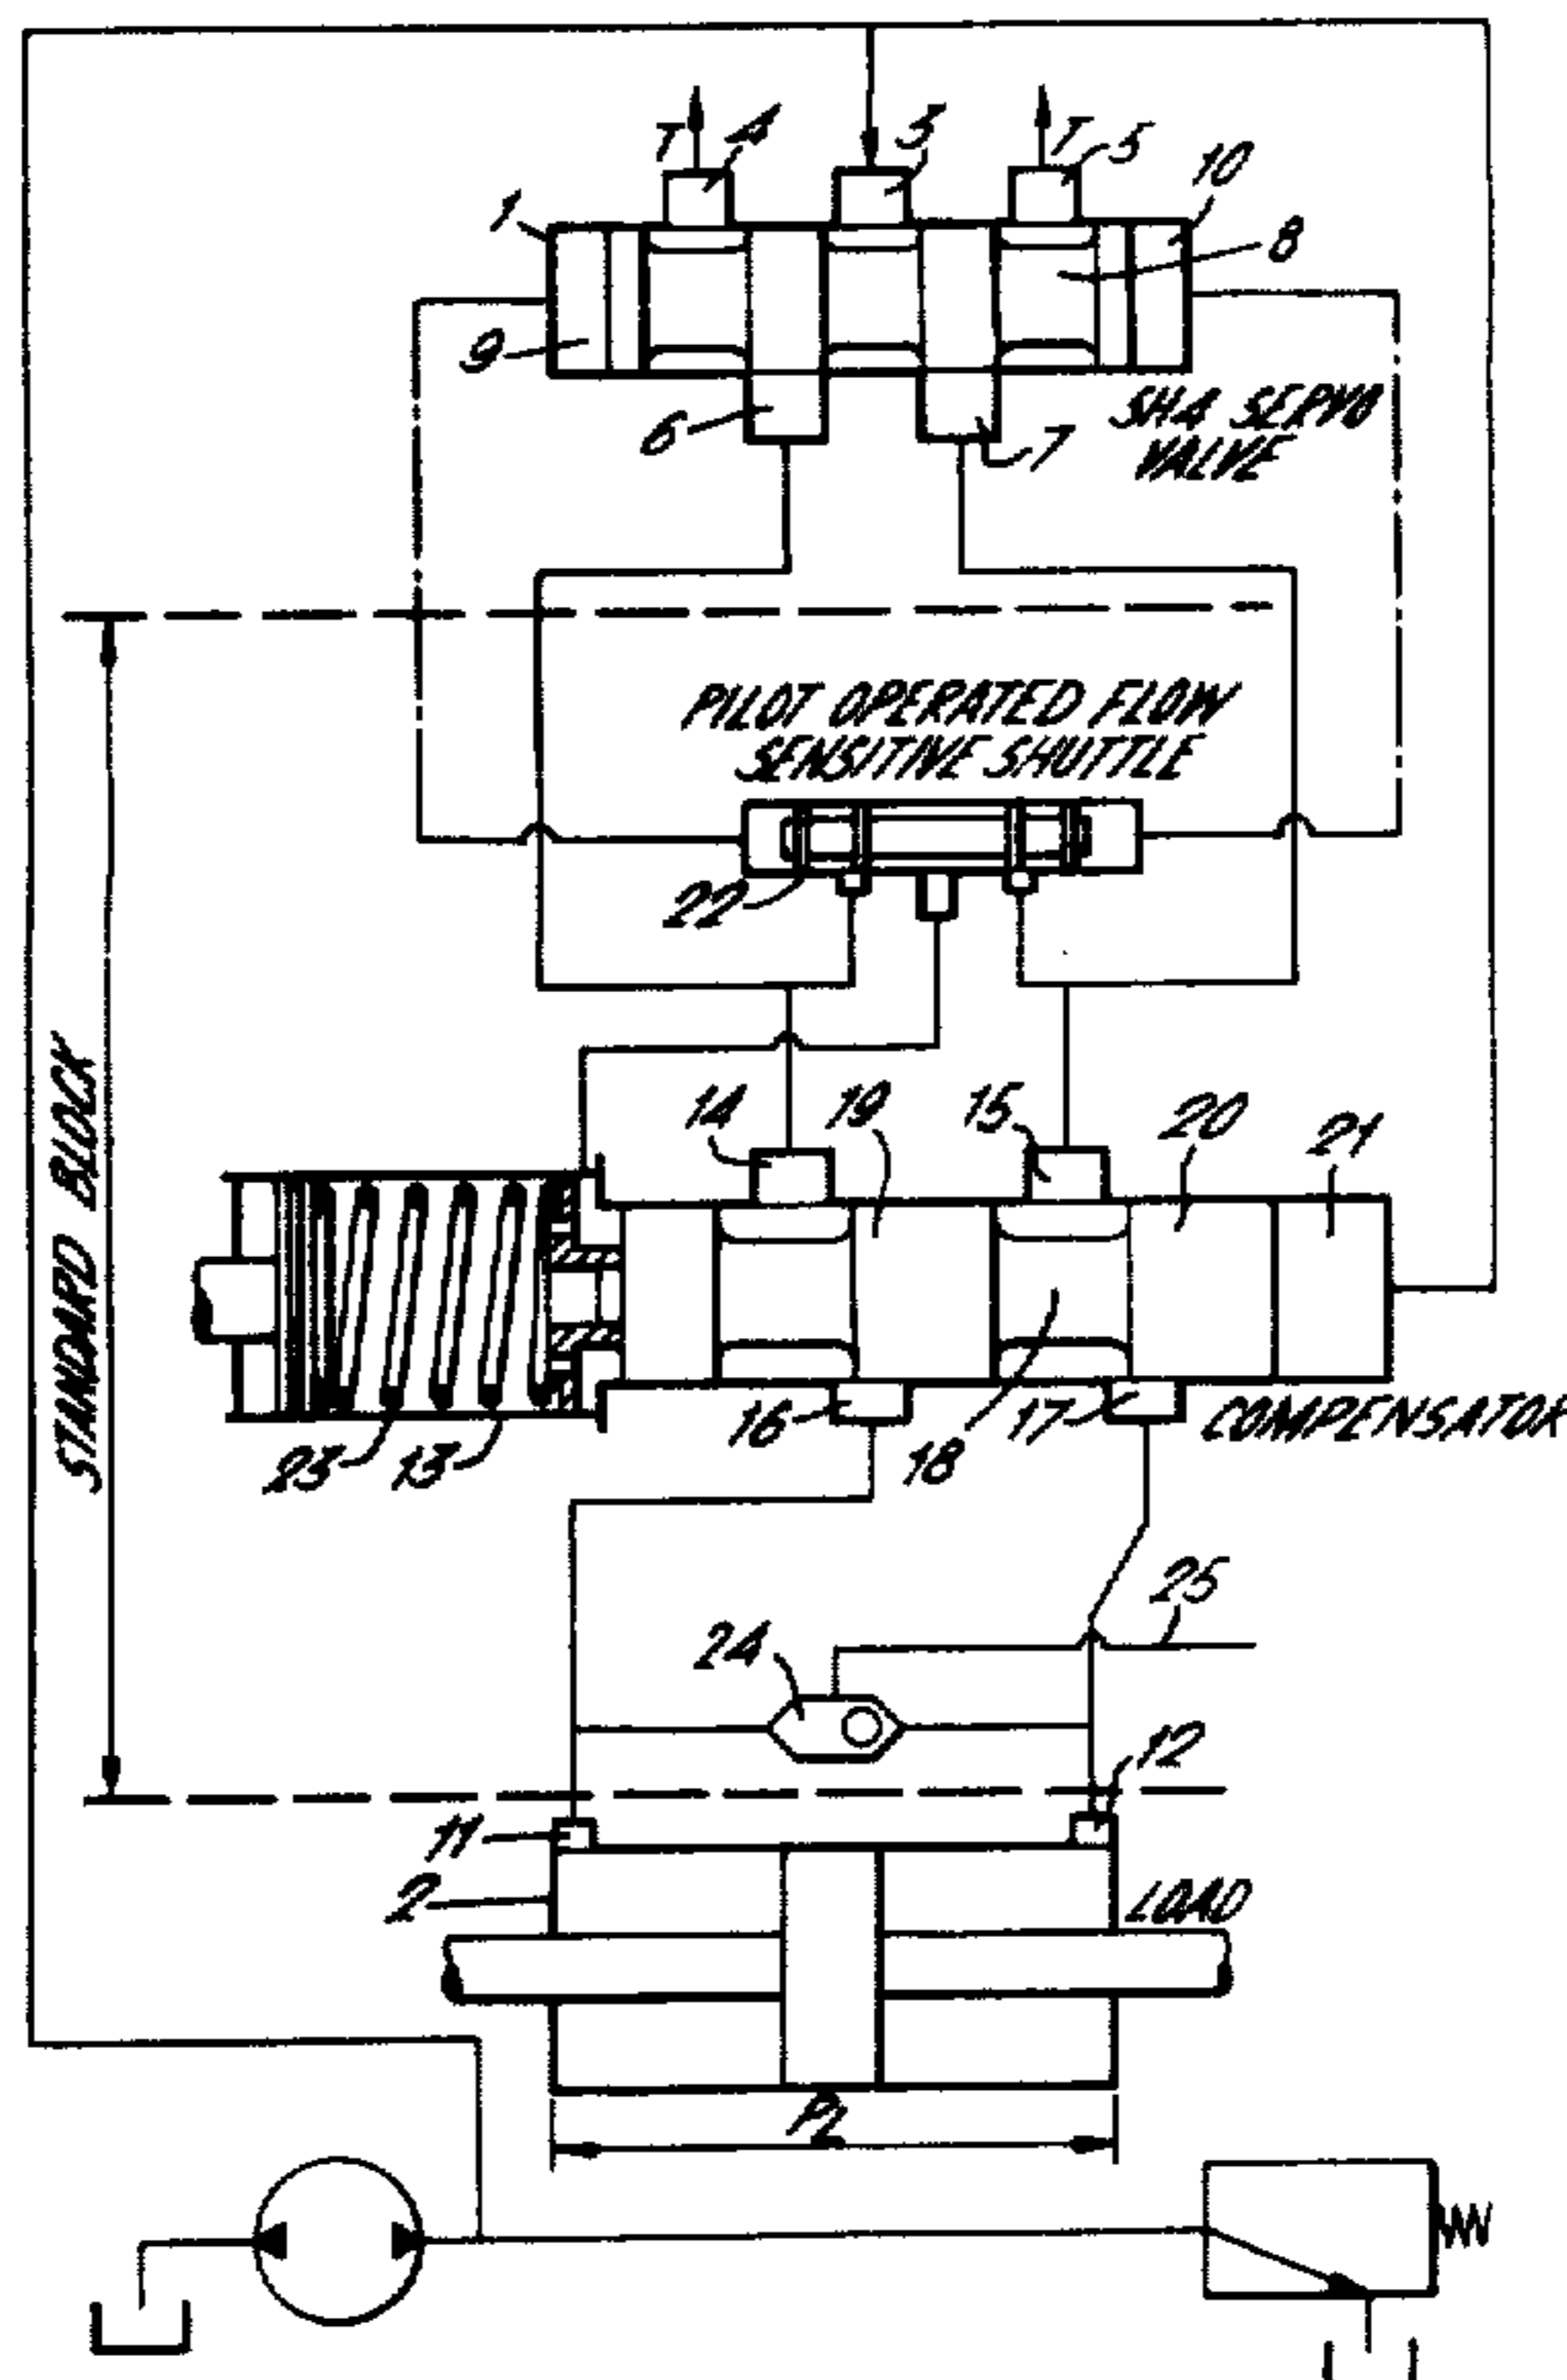 T 4 3 T 5 10
1
8
9
6
7
SHA SERVO
VALVE
PILOT OPERATED FLOW
SENSITIVE SHUTTLE
22
STANDARD BLOCK
14 19 15 20 21
23 13 16 18 17 COMPENSATOR
25
24
12
11
2
LOAD
P2